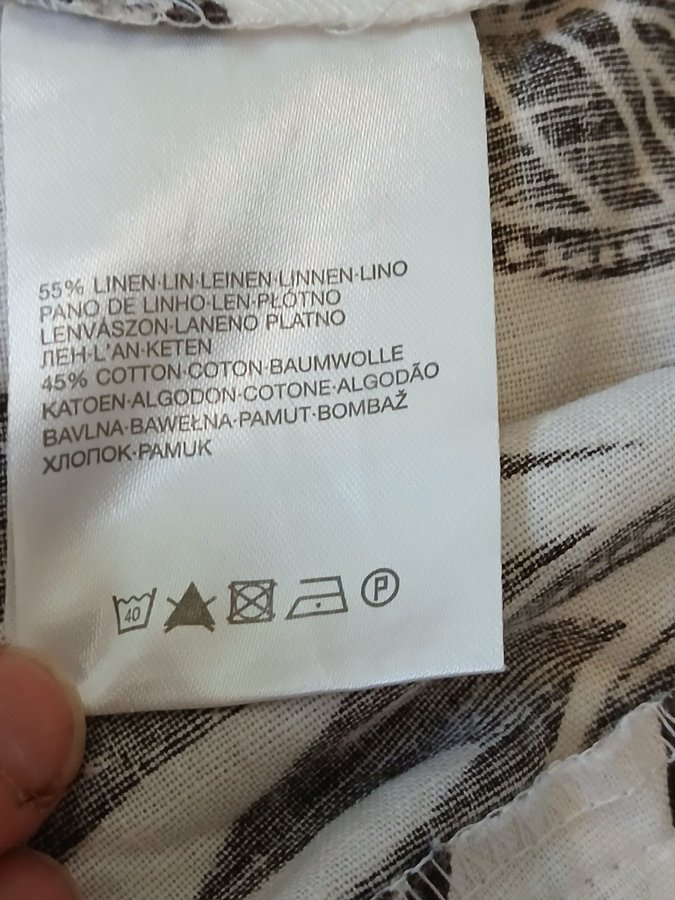 55% LINEN·LIN·LEINEN·LINNEN·LINO
PANO DE LINHO·LEN·PŁÓTNO
LENVÁSZON·LANENO PLATNO
ЛЕН·L'AN·KETEN
45% COTTON·COTON·BAUMWOLLE
KATOEN·ALGODON·COTONE·ALGODÃO
BAVLNA·BAWEŁNA·PAMUT·BOMBAŽ
ХЛОПОК·PAMUK
40 P